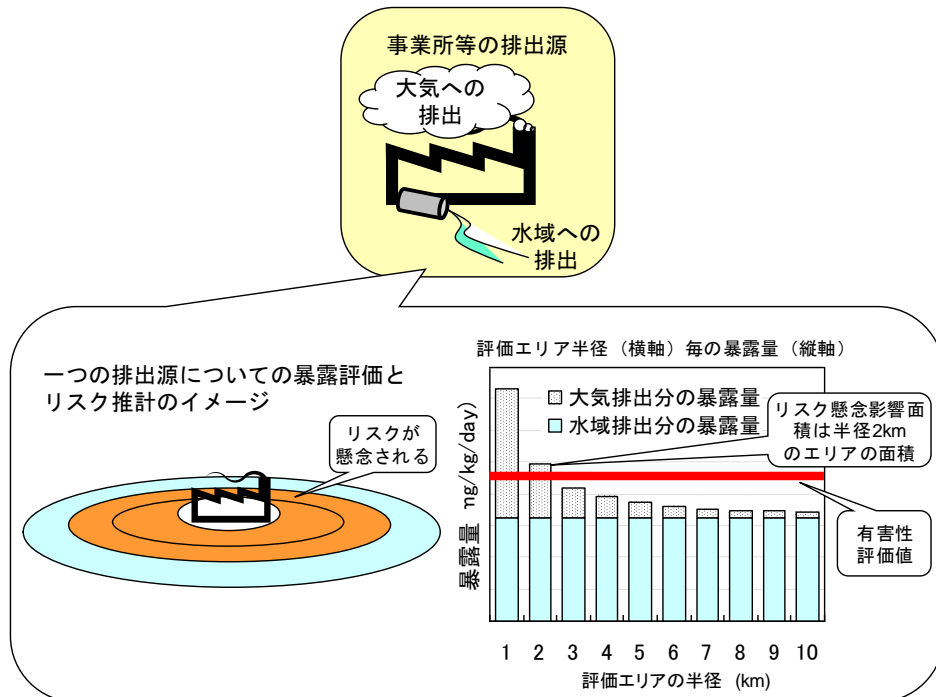 事業所等の排出源
大気への
排出
水域への
排出
一つの排出源についての暴露評価と
リスク推計のイメージ
リスクが
懸念される
評価エリア半径（横軸）毎の暴露量（縦軸）
大気排出分の暴露量
水域排出分の暴露量
リスク懸念影響面
積は半径2km
のエリアの面積
有害性
評価値
暴露量 mg/kg/day/
1 2 3 4 5 6 7 8 9 10
評価エリアの半径 (km)